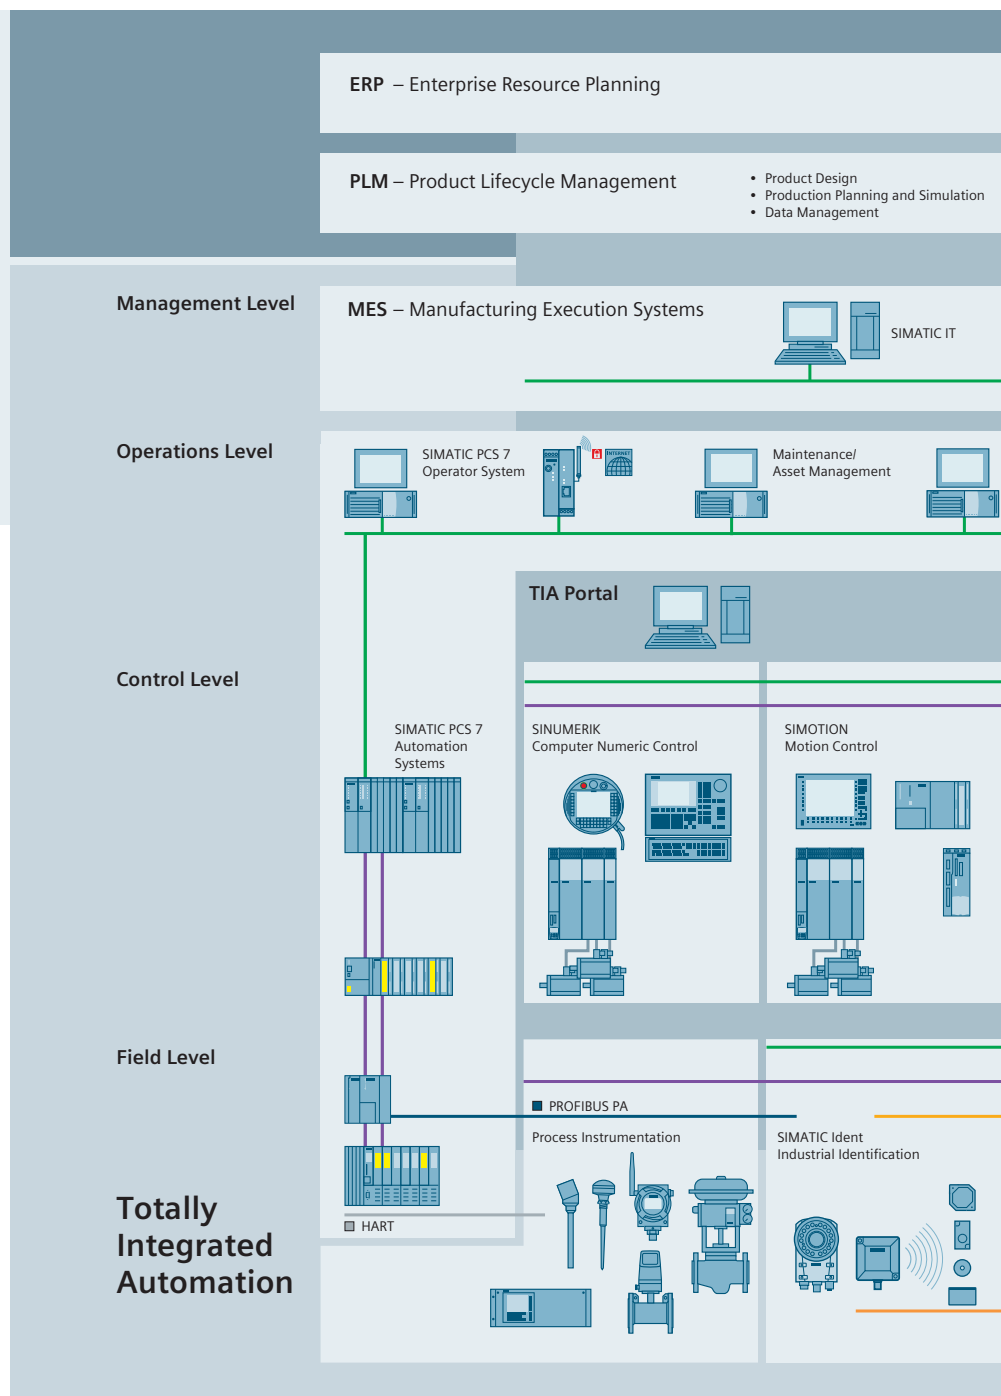 ERP – Enterprise Resource Planning
PLM – Product Lifecycle Management
• Product Design
• Production Planning and Simulation
• Data Management
Management Level
MES – Manufacturing Execution Systems
SIMATIC IT
Operations Level
SIMATIC PCS 7
Operator System
INTERNET
Maintenance/
Asset Management
TIA Portal
Control Level
SIMATIC PCS 7
Automation
Systems
SINUMERIK
Computer Numeric Control
SIMOTION
Motion Control
Field Level
PROFIBUS PA
Process Instrumentation
SIMATIC Ident
Industrial Identification
HART
Totally
Integrated
Automation